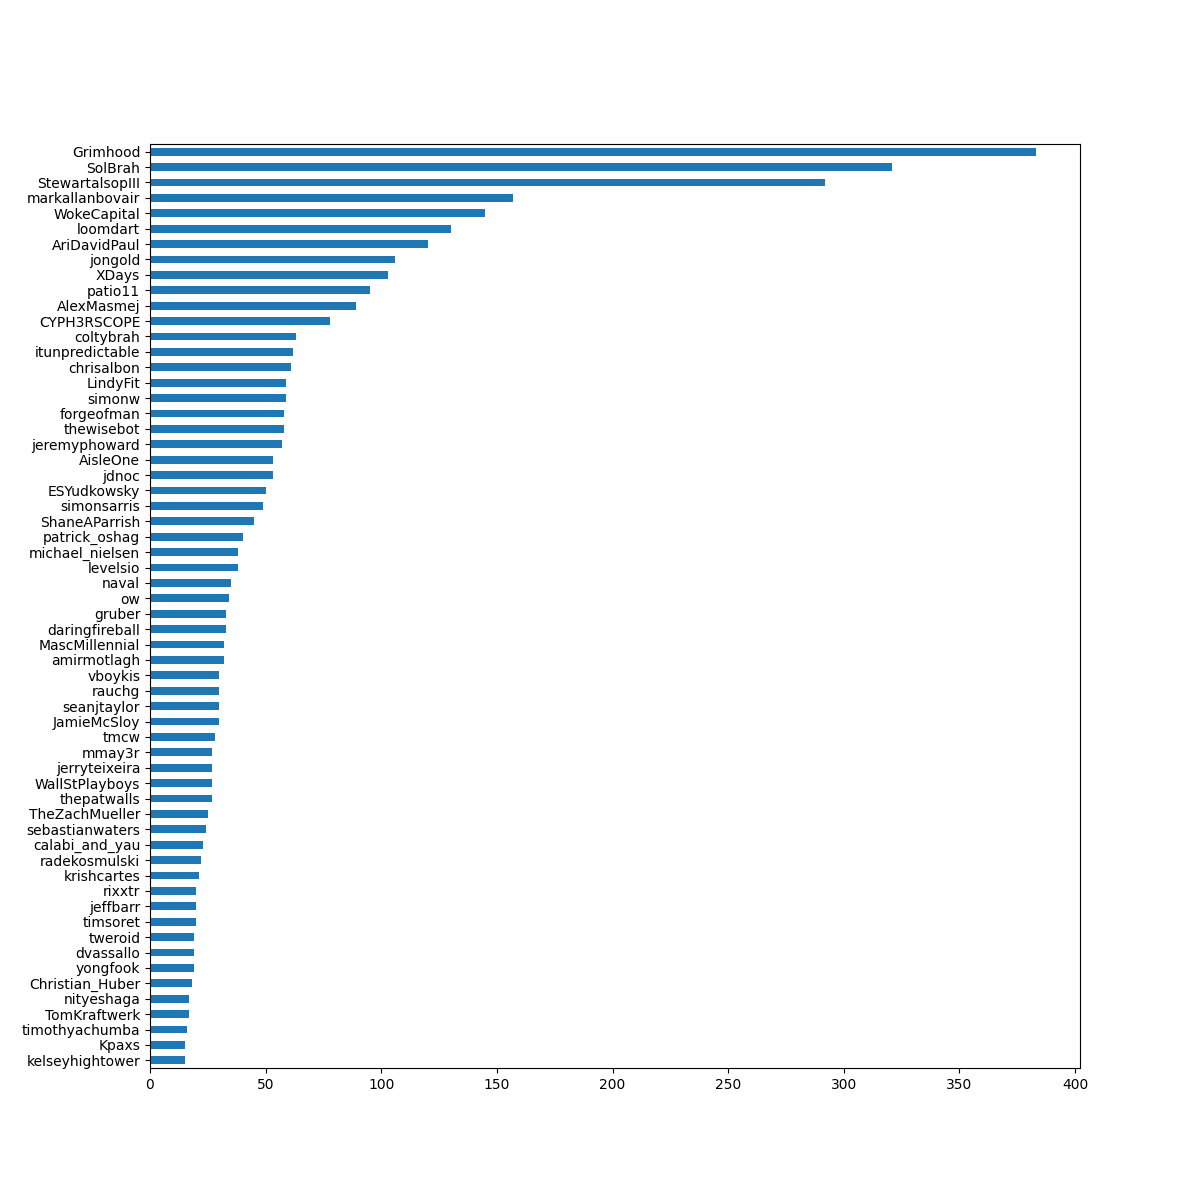 Grimhood
SolBrah
StewartalsopIII
markallanbovair
WokeCapital
loomdart
AriDavidPaul
jongold
XDays
patio11
AlexMasmej
CYPH3RSCOPE
coltybrah
itunpredictable
chrisalbon
LindyFit
simonw
forgeofman
thewisebot
jeremyphoward
AisleOne
jdnoc
ESYudkowsky
simonsarris
ShaneAParrish
patrick_oshag
michael_nielsen
levelsio
naval
ow
gruber
daringfireball
MascMillennial
amirmotlagh
vboykis
rauchg
seanjtaylor
JamieMcSloy
tmcw
mmay3r
jerryteixeira
WallStPlayboys
thepatwalls
TheZachMueller
sebastianwaters
calabi_and_yau
radekosmulski
krishcartes
rixxtr
jeffbarr
timsoret
tweroid
dvassallo
yongfook
Christian_Huber
nityeshaga
TomKraftwerk
timothyachumba
Kpaxs
kelseyhightower
0 50 100 150 200 250 300 350 400